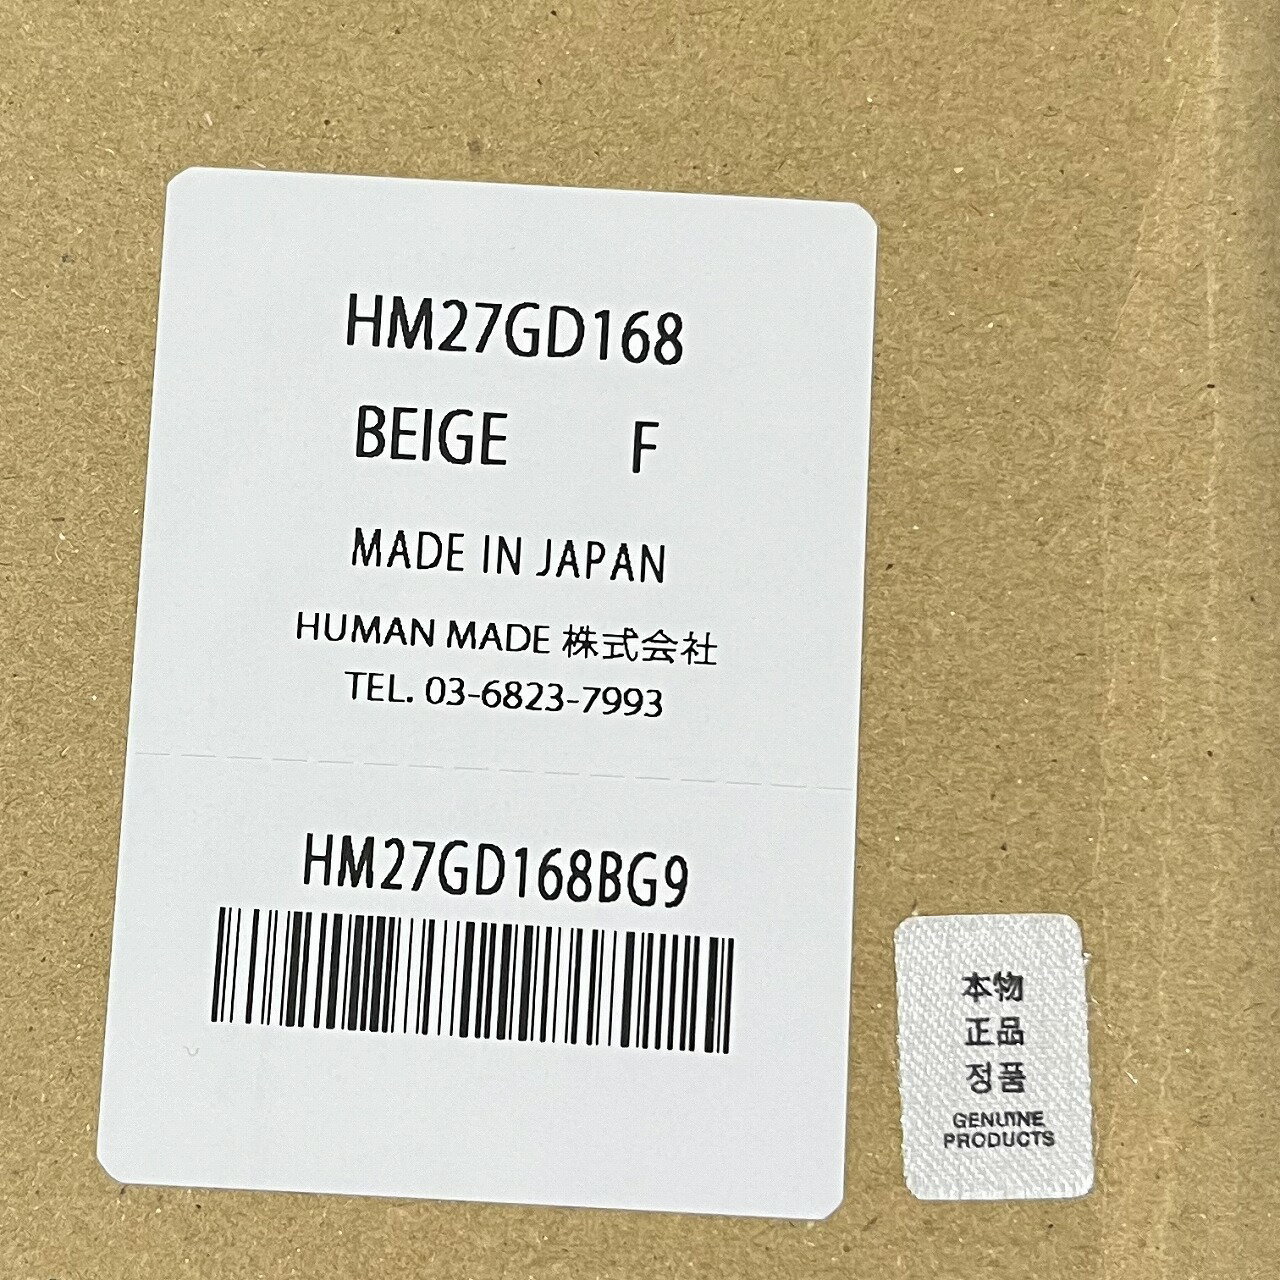 HM27GD168
BEIGE F
MADE IN JAPAN
HUMAN MADE 株式会社
TEL. 03-6823-7993
HM27GD168BG9
本物
正品
정품
GENUINE
PRODUCTS